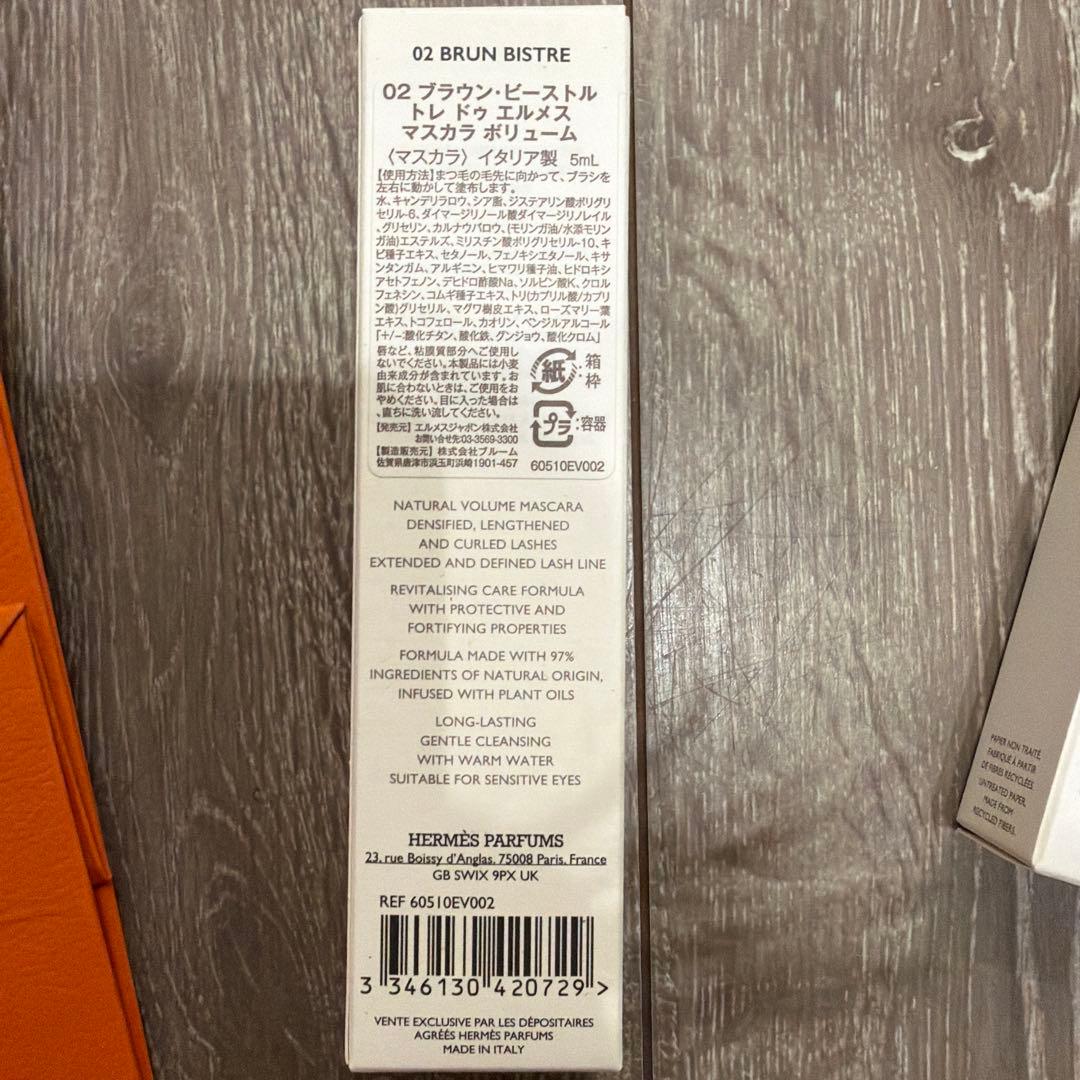 02 BRUN BISTRE
02 ブラウン・ビーストル
トレ ドゥ エルメス
マスカラ ボリューム
〈マスカラ〉イタリア製 5mL
【使用方法】まつ毛の毛先に向かって、ブラシを
左右に動かして塗布します。
水、キャンデリラロウ、シア脂、ジステアリン酸ポリグリ
セリル-6、ダイマージリノール酸ダイマージリノレイル
、グリセリン、カルナウバロウ、(モリンガ油/水添モリン
ガ油)エステルズ、ミリスチン酸ポリグリセリル-10、キ
ビ種子エキス、セタノール、フェノキシエタノール、キサ
ンタンガム、アルギニン、ヒマワリ種子油、ヒドロキシ
アセトフェノン、デヒドロ酢酸Na、ソルビン酸K、クロル
フェネシン、コムギ種子エキス、トリ(カプリル酸/カプリ
ン酸)グリセリル、マグワ樹皮エキス、ローズマリー葉
エキス、トコフェロール、カオリン、ベンジルアルコール
「+/-:酸化チタン、酸化鉄、グンジョウ、酸化クロム」
唇など、粘膜質部分へご使用し
ないでください。本製品には小麦
由来成分が含まれています。お
肌に合わないときは、ご使用をお
やめください。目に入った場合は
、直ちに洗い流してください。
紙:箱
枠
プラ:容器
【発売元】エルメスジャポン株式会社
お問い合せ先:03-3569-3300
【製造販売元】株式会社ブルーム
佐賀県唐津市浜玉町浜崎1901-457
60510EV002
NATURAL VOLUME MASCARA
DENSIFIED, LENGTHENED
AND CURLED LASHES
EXTENDED AND DEFINED LASH LINE
REVITALISING CARE FORMULA
WITH PROTECTIVE AND
FORTIFYING PROPERTIES
FORMULA MADE WITH 97%
INGREDIENTS OF NATURAL ORIGIN,
INFUSED WITH PLANT OILS
LONG-LASTING
GENTLE CLEANSING
WITH WARM WATER
SUITABLE FOR SENSITIVE EYES
HERMÈS PARFUMS
23, rue Boissy d'Anglas, 75008 Paris, France
GB SW1X 9PX UK
REF 60510EV002
3 346130 420729 >
VENTE EXCLUSIVE PAR LES DÉPOSITAIRES
AGRÉÉS HERMÈS PARFUMS
MADE IN ITALY
PAPIER NON TRAITÉ,
FABRIQUÉ À PARTIR
DE FIBRES RECYCLÉES.
UNTREATED PAPER,
MADE FROM
RECYCLED FIBERS.